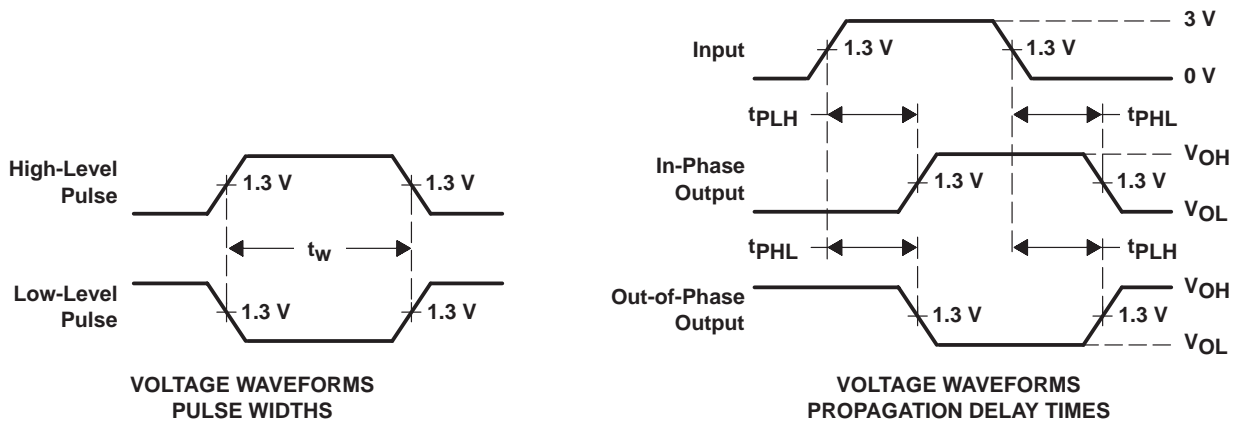 High-Level
Pulse
1.3 V
1.3 V
tw
Low-Level
Pulse
1.3 V
1.3 V
VOLTAGE WAVEFORMS
PULSE WIDTHS
3 V
Input
1.3 V
1.3 V
0 V
tPLH
tPHL
In-Phase
Output
VOH
1.3 V
1.3 V
VOL
tPHL
tPLH
Out-of-Phase
Output
VOH
1.3 V
1.3 V
VOL
VOLTAGE WAVEFORMS
PROPAGATION DELAY TIMES